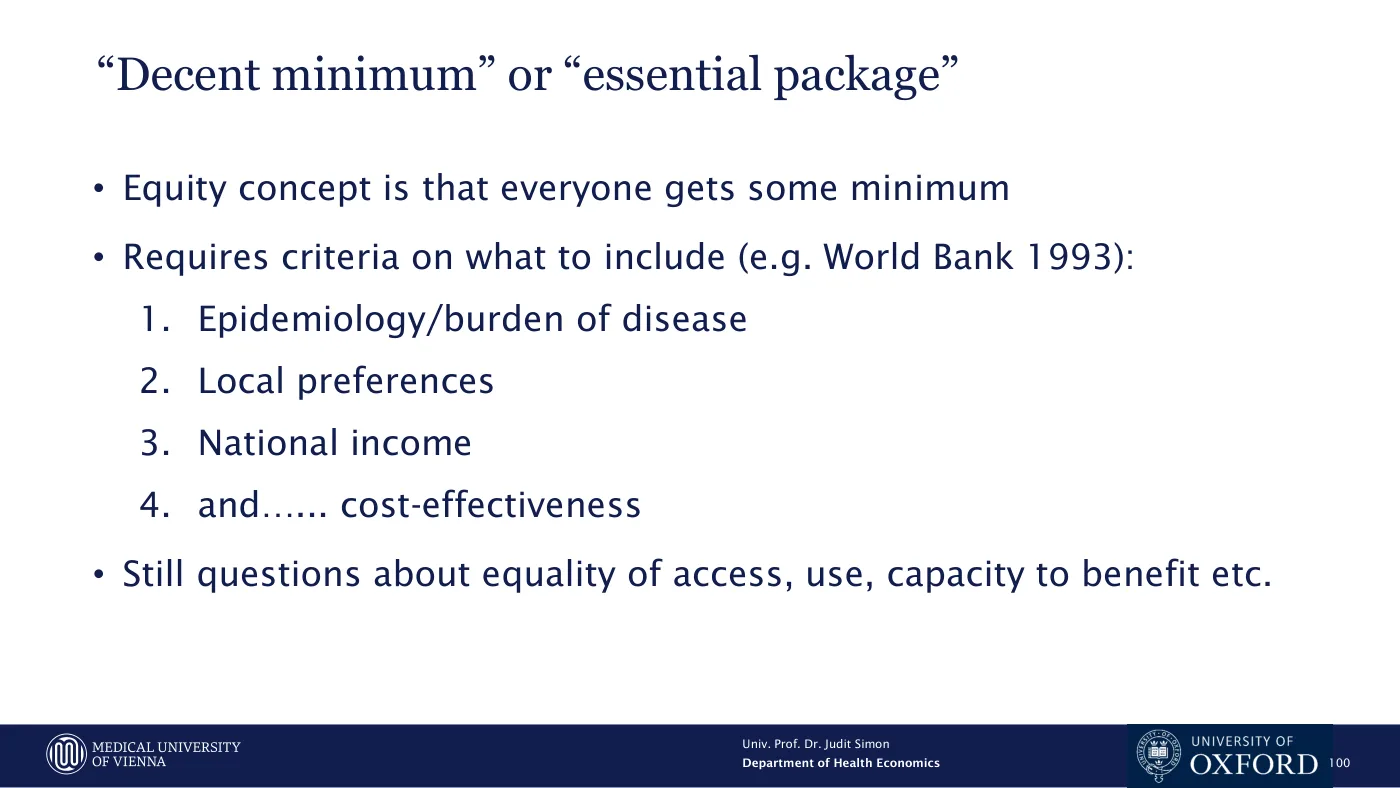 “Decent minimum” or “essential package”
• Equity concept is that everyone gets some minimum
• Requires criteria on what to include (e.g. World Bank 1993):
1. Epidemiology/burden of disease
2. Local preferences
3. National income
4. and…... cost-effectiveness
• Still questions about equality of access, use, capacity to benefit etc.
MEDICAL UNIVERSITY
OF VIENNA
Univ. Prof. Dr. Judit Simon
Department of Health Economics
UNIVERSITY OF
OXFORD
100